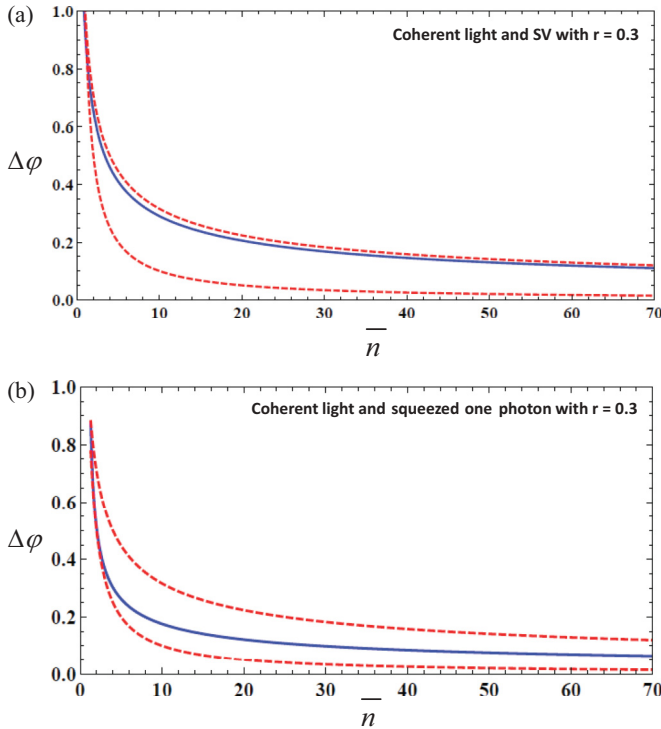 (a)
Coherent light and SV with r = 0.3
1.0
0.8
0.6
0.4
0.2
0.0
Δφ
0 10 20 30 40 50 60 70
n̅
(b)
Coherent light and squeezed one photon with r = 0.3
1.0
0.8
0.6
0.4
0.2
0.0
Δφ
0 10 20 30 40 50 60 70
n̅